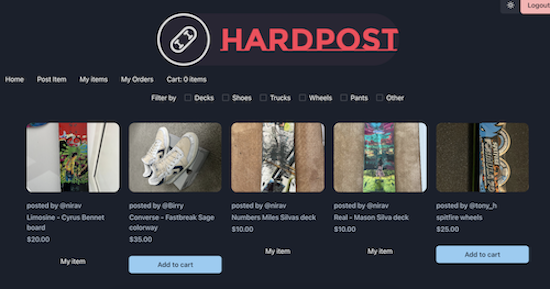 Logout
HARDPOST
Home Post Item My items My Orders Cart: 0 items
Filter by Decks Shoes Trucks Wheels Pants Other
posted by @nirav
Limosine - Cyrus Bennet
board
$20.00
My item
posted by @Birry
Converse - Fastbreak Sage
colorway
$35.00
Add to cart
posted by @nirav
Numbers Miles Silvas deck
$10.00
My item
posted by @nirav
Real - Mason Silva deck
$10.00
My item
posted by @tony_h
spitfire wheels
$25.00
Add to cart